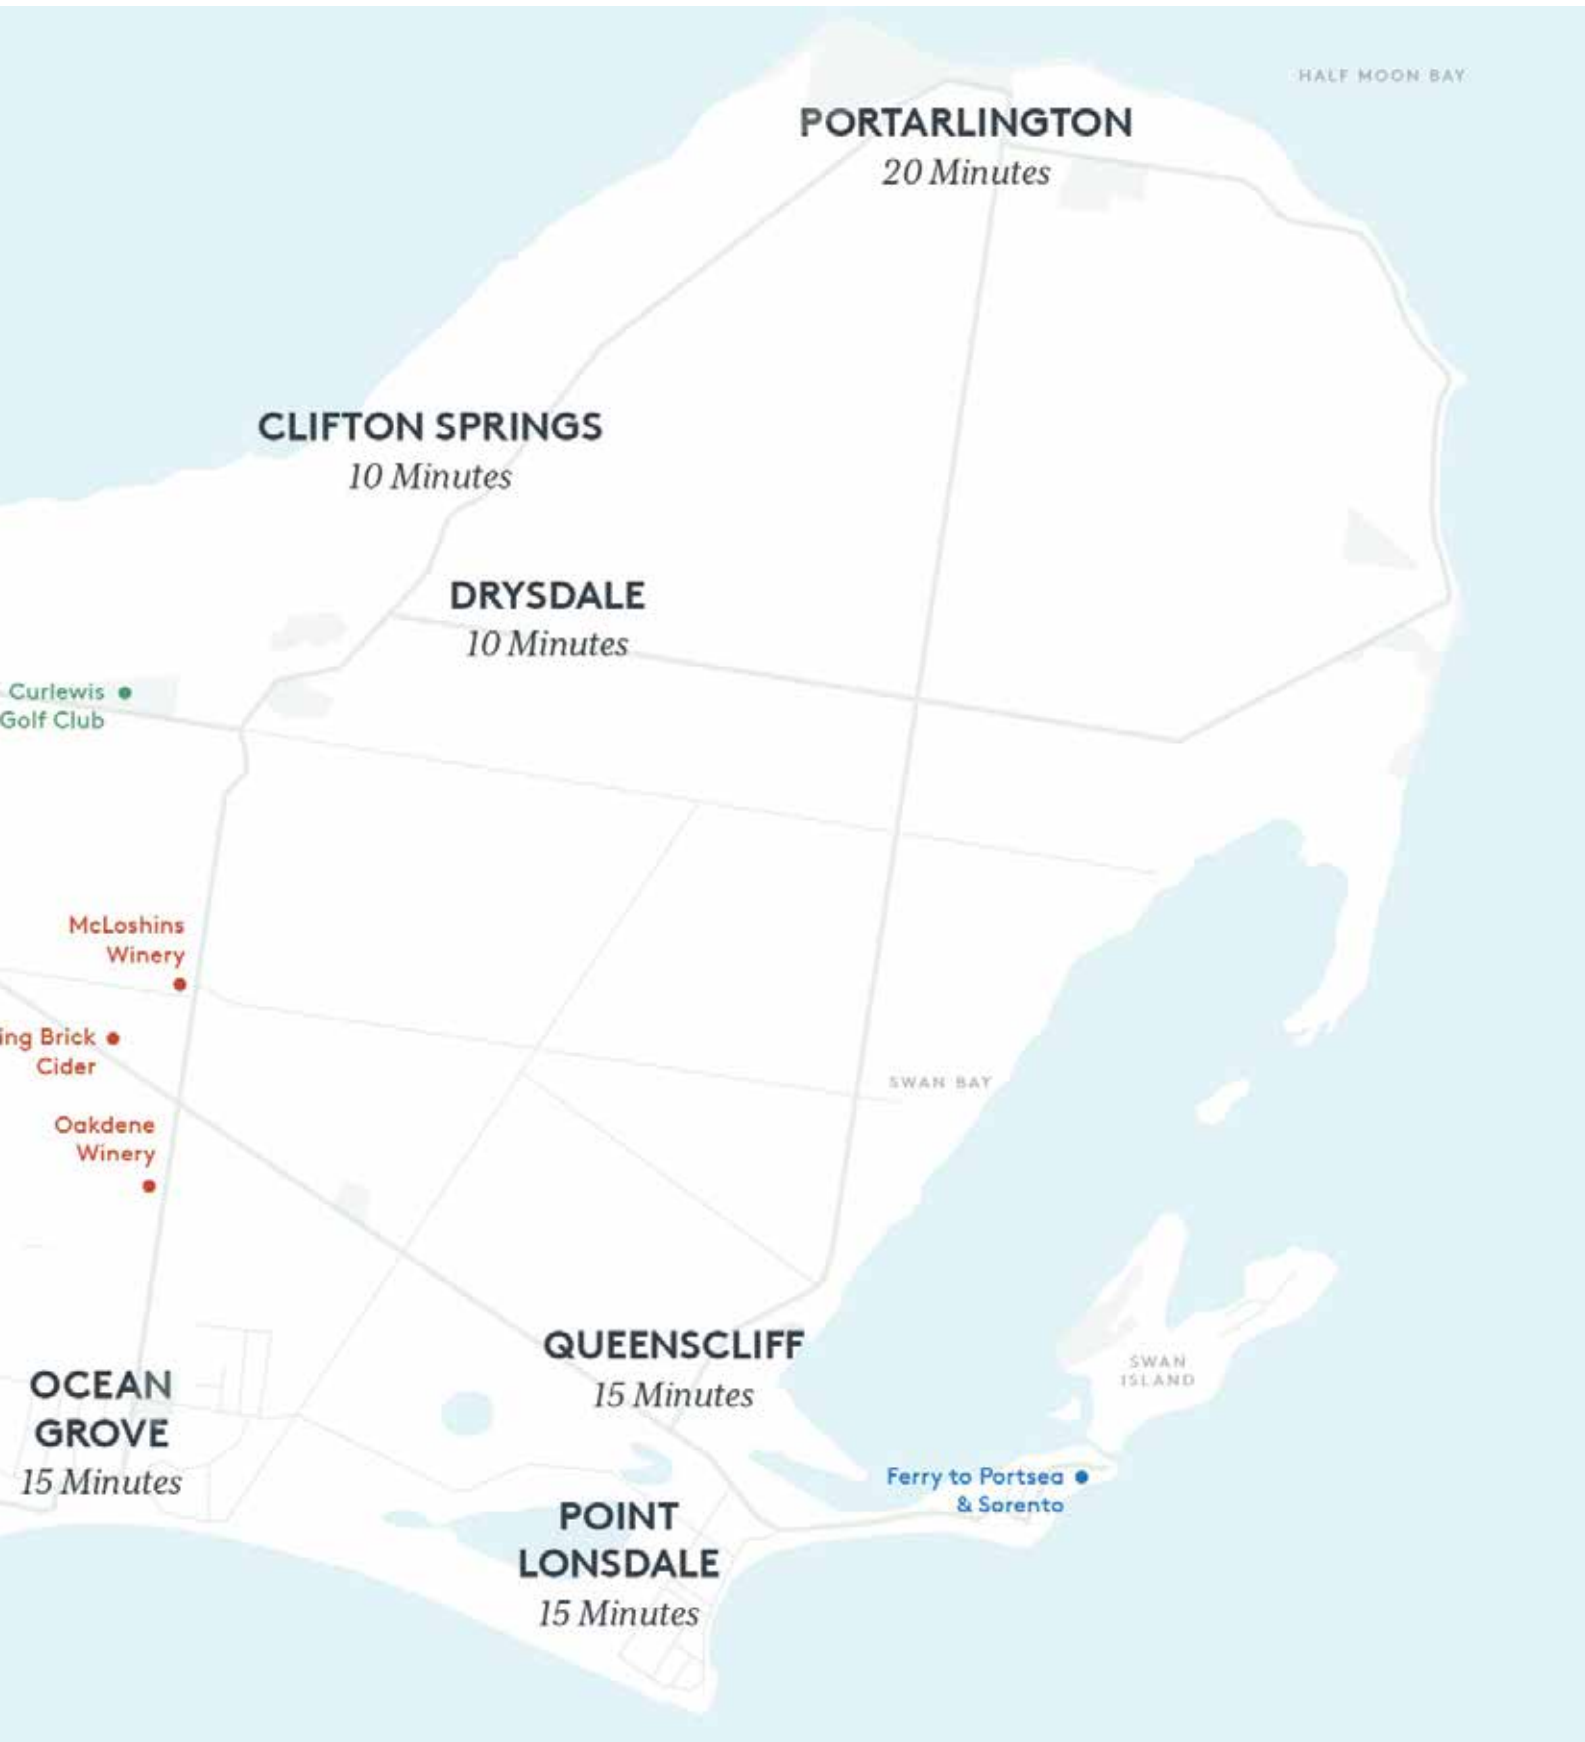 HALF MOON BAY
PORTARLINGTON
20 Minutes
CLIFTON SPRINGS
10 Minutes
DRYSDALE
10 Minutes
Curlewis
Golf Club
McLoshins
Winery
ing Brick
Cider
SWAN BAY
Oakdene
Winery
QUEENSCLIFF
15 Minutes
SWAN
ISLAND
OCEAN
GROVE
15 Minutes
Ferry to Portsea
& Sorento
POINT
LONSDALE
15 Minutes